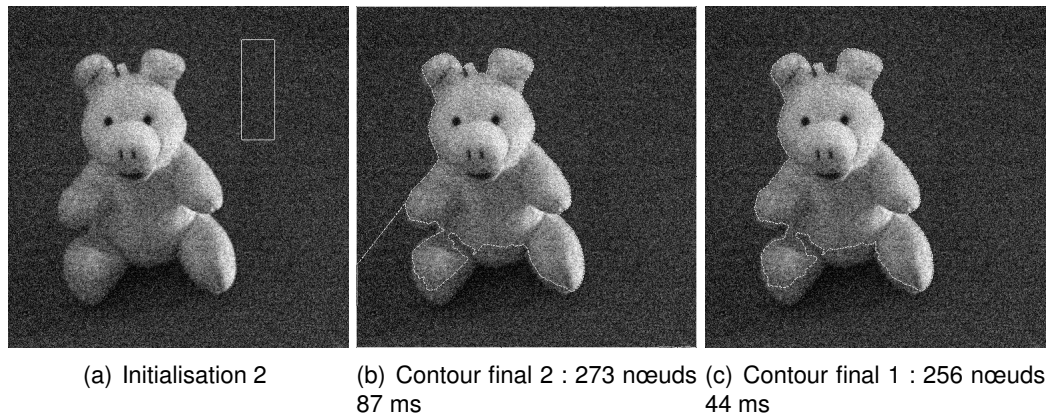 (a) Initialisation 2
(b) Contour final 2 : 273 nœuds
87 ms
(c) Contour final 1 : 256 nœuds
44 ms